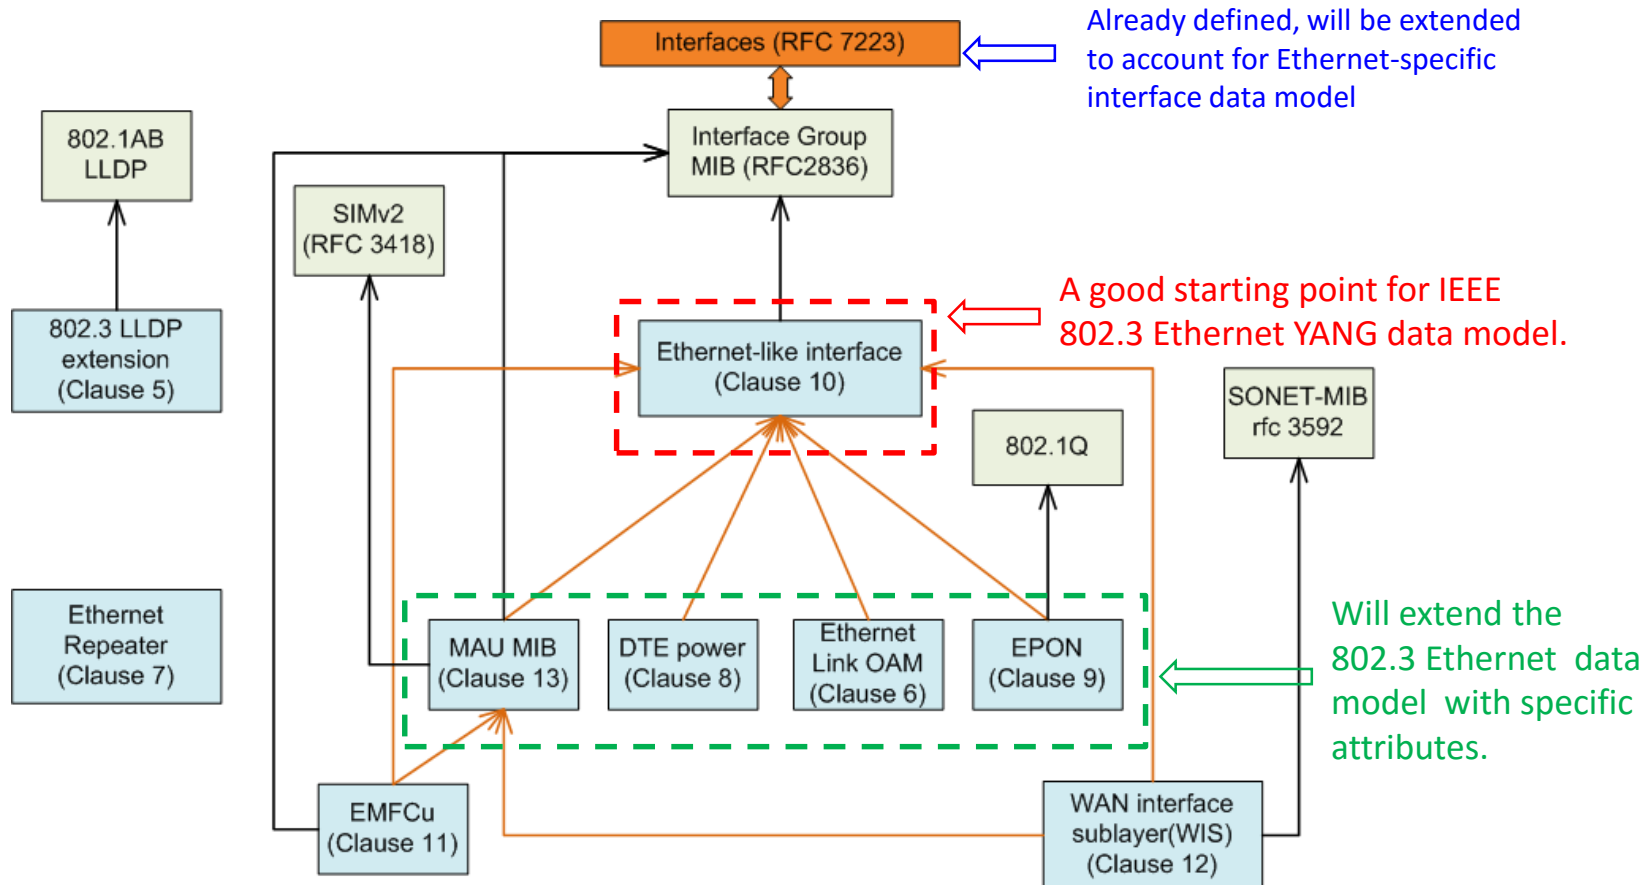 Interfaces (RFC 7223)
Already defined, will be extended
to account for Ethernet-specific
interface data model
802.1AB
LLDP
Interface Group
MIB (RFC2836)
SIMv2
(RFC 3418)
A good starting point for IEEE
802.3 Ethernet YANG data model.
802.3 LLDP
extension
(Clause 5)
Ethernet-like interface
(Clause 10)
SONET-MIB
rfc 3592
802.1Q
Ethernet
Repeater
(Clause 7)
MAU MIB
(Clause 13)
DTE power
(Clause 8)
Ethernet
Link OAM
(Clause 6)
EPON
(Clause 9)
Will extend the
802.3 Ethernet data
model with specific
attributes.
EMFCu
(Clause 11)
WAN interface
sublayer(WIS)
(Clause 12)